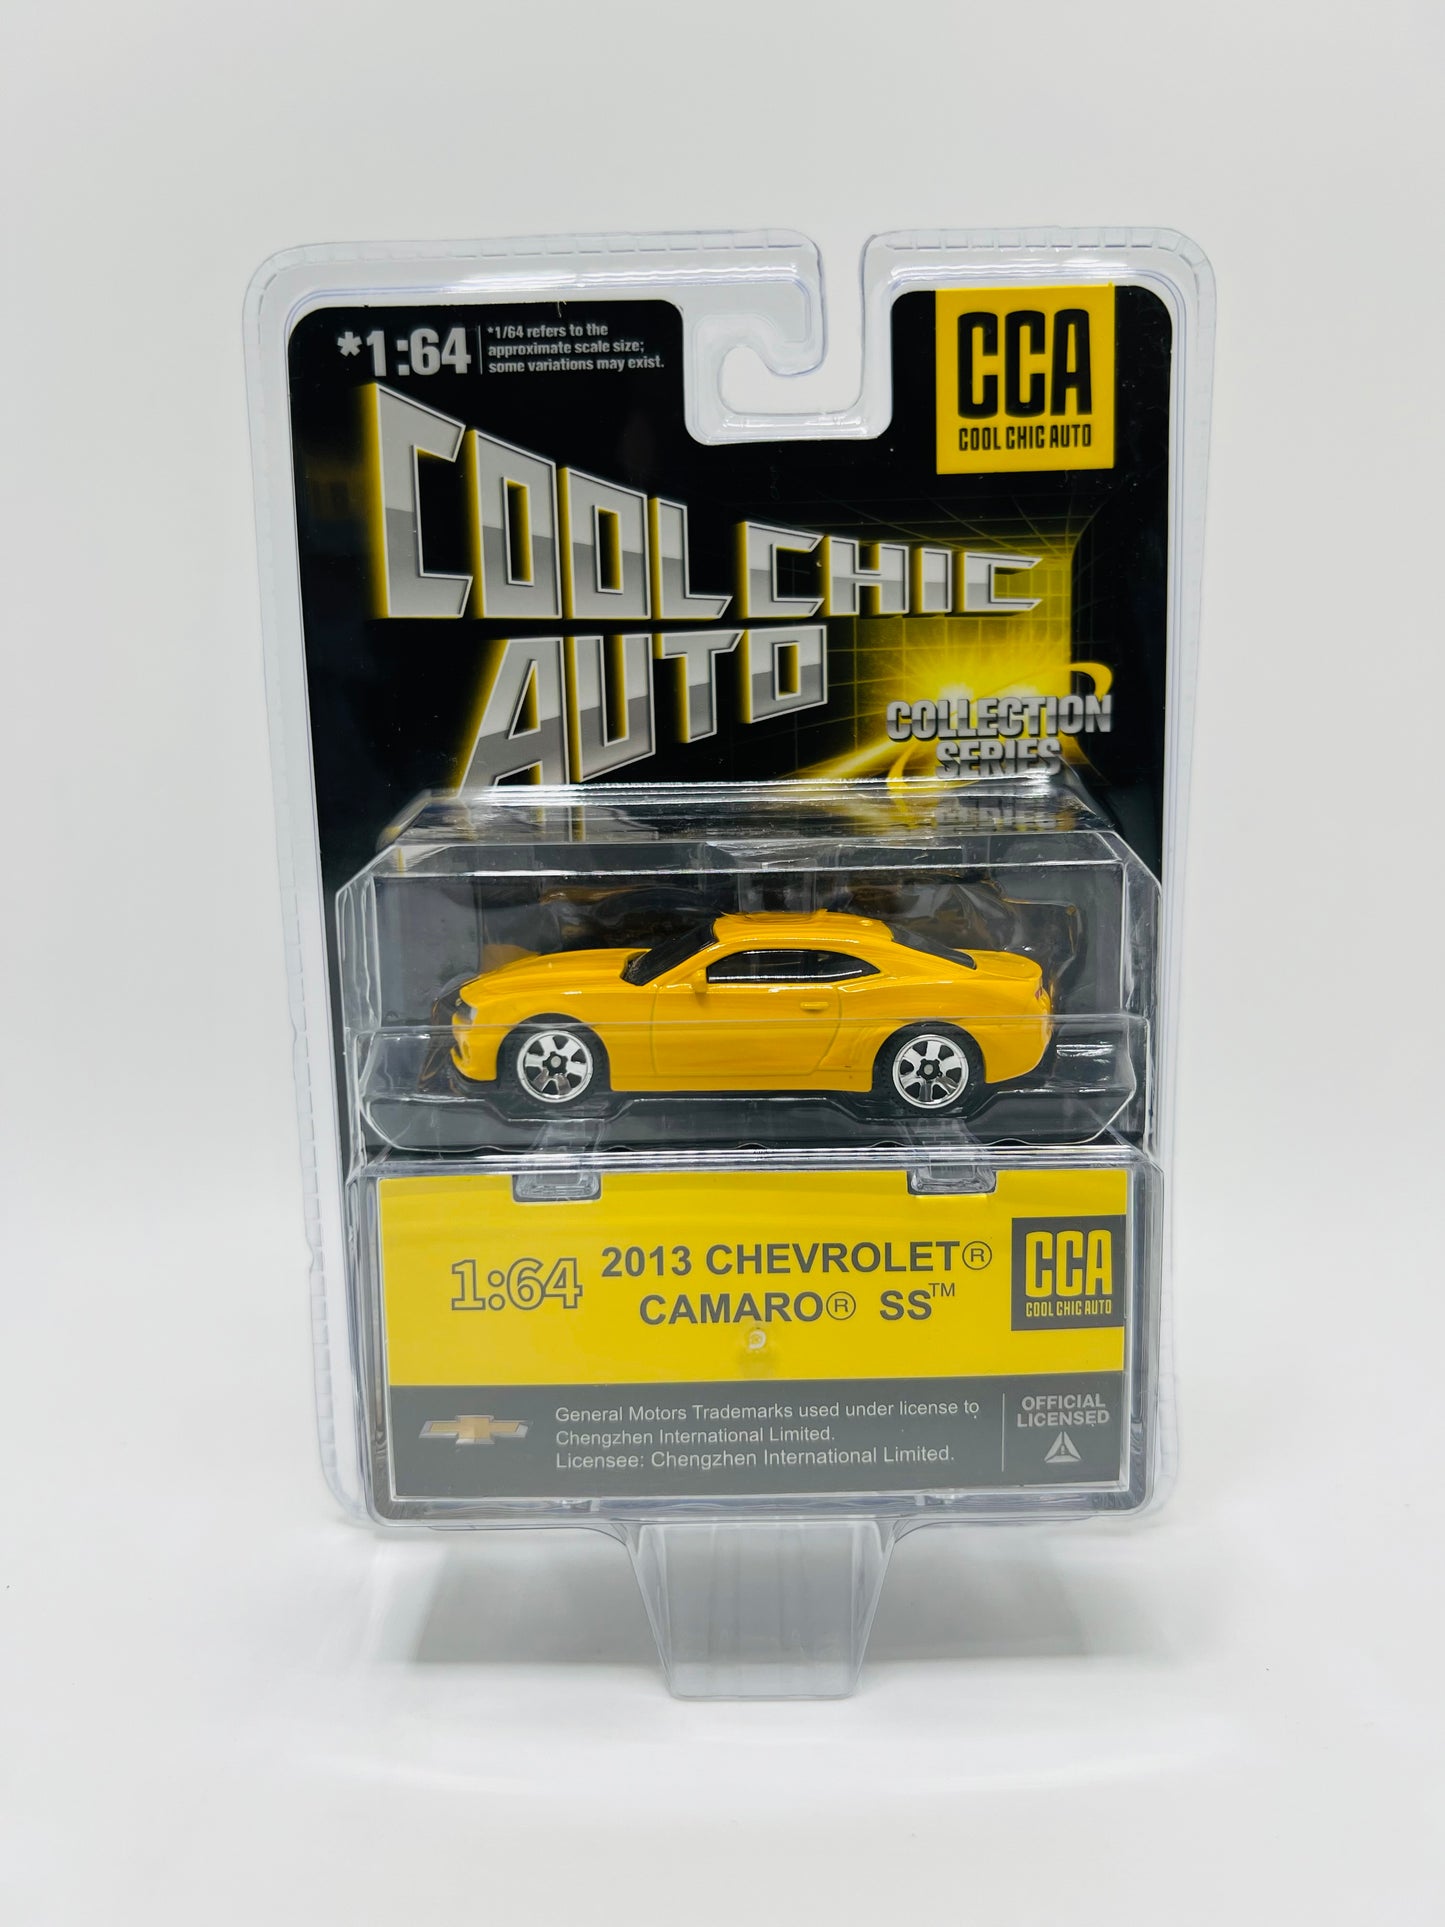 *1:64
*1/64 refers to the
approximate scale size;
some variations may exist.
CCA
COOL CHIC AUTO
COOL CHIC
AUTO
COLLECTION
SERIES
1:64
2013 CHEVROLET®
CAMARO® SS™
CCA
COOL CHIC AUTO
General Motors Trademarks used under license to
Chengzhen International Limited.
Licensee: Chengzhen International Limited.
OFFICIAL
LICENSED